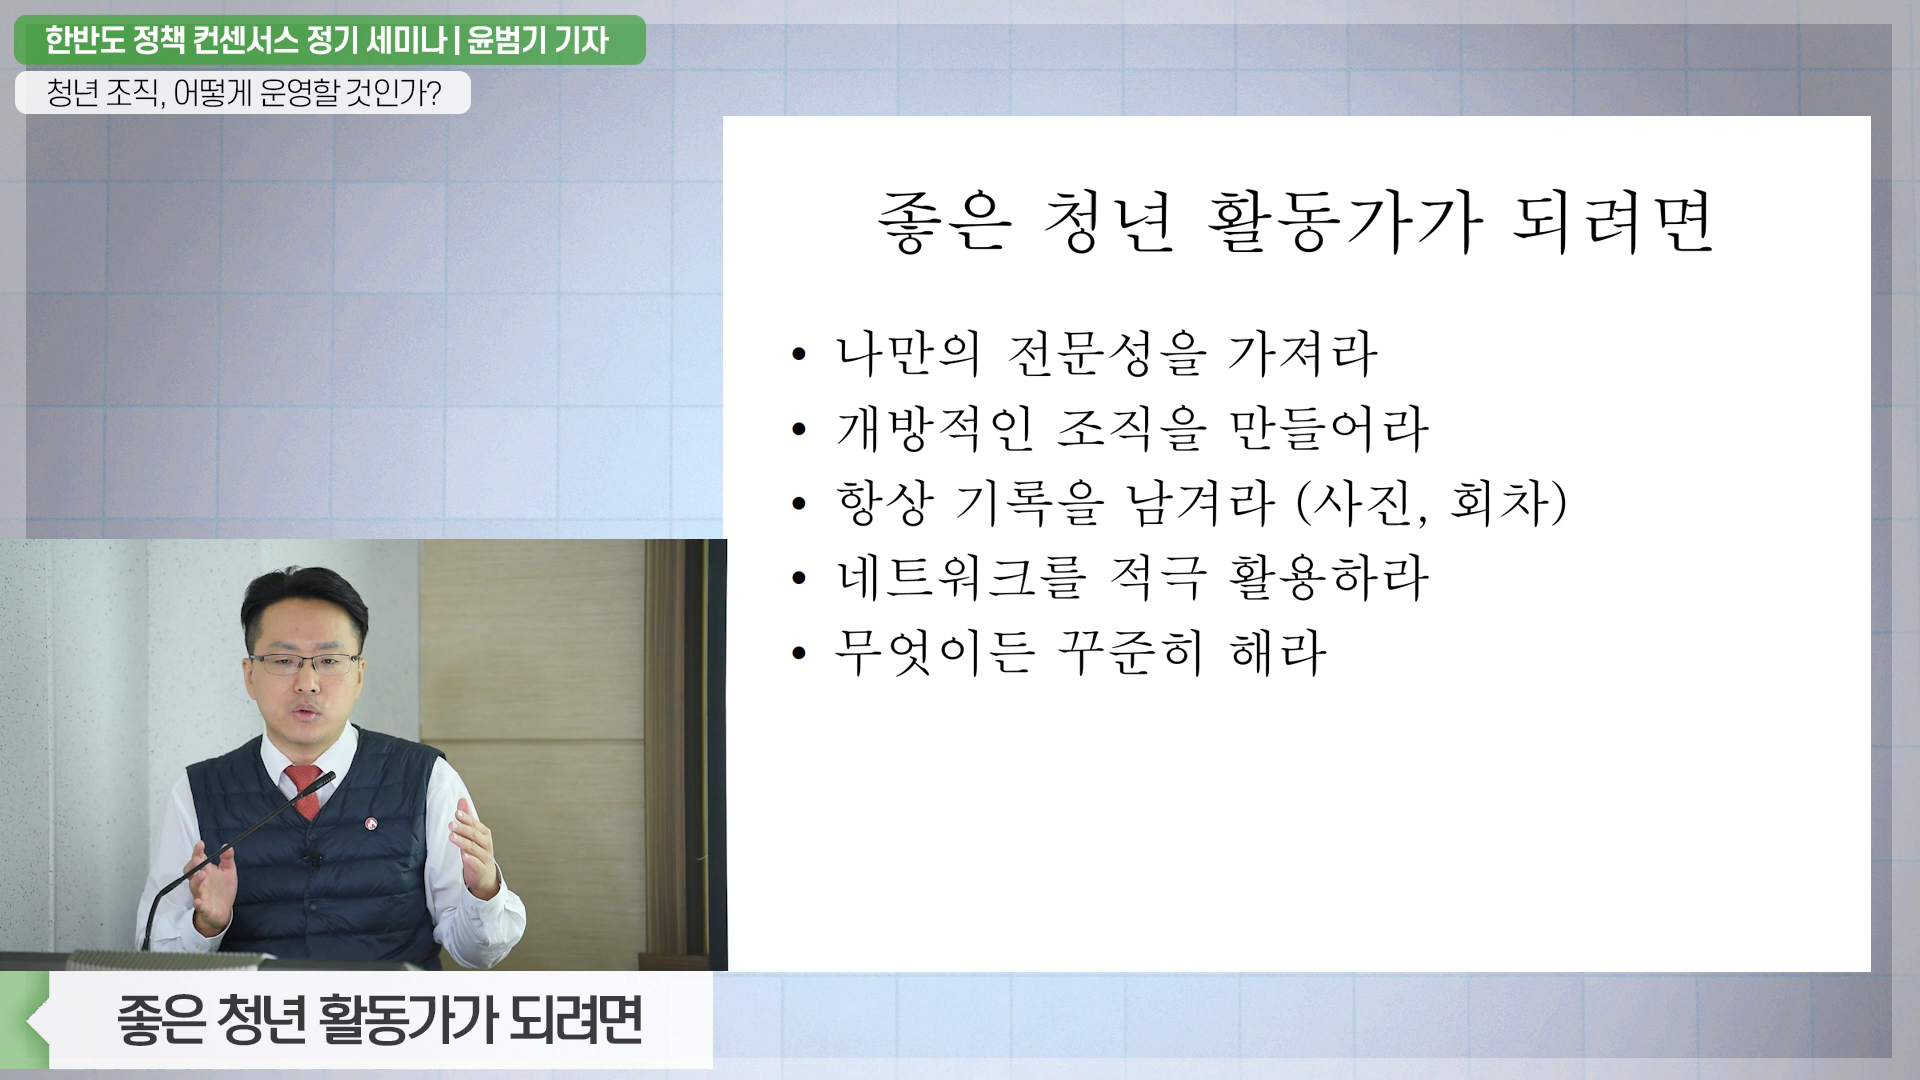 한반도 정책 컨센서스 정기 세미나 | 윤범기 기자
청년 조직, 어떻게 운영할 것인가?
좋은 청년 활동가가 되려면
• 나만의 전문성을 가져라
• 개방적인 조직을 만들어라
• 항상 기록을 남겨라 (사진, 회차)
• 네트워크를 적극 활용하라
• 무엇이든 꾸준히 해라
좋은 청년 활동가가 되려면